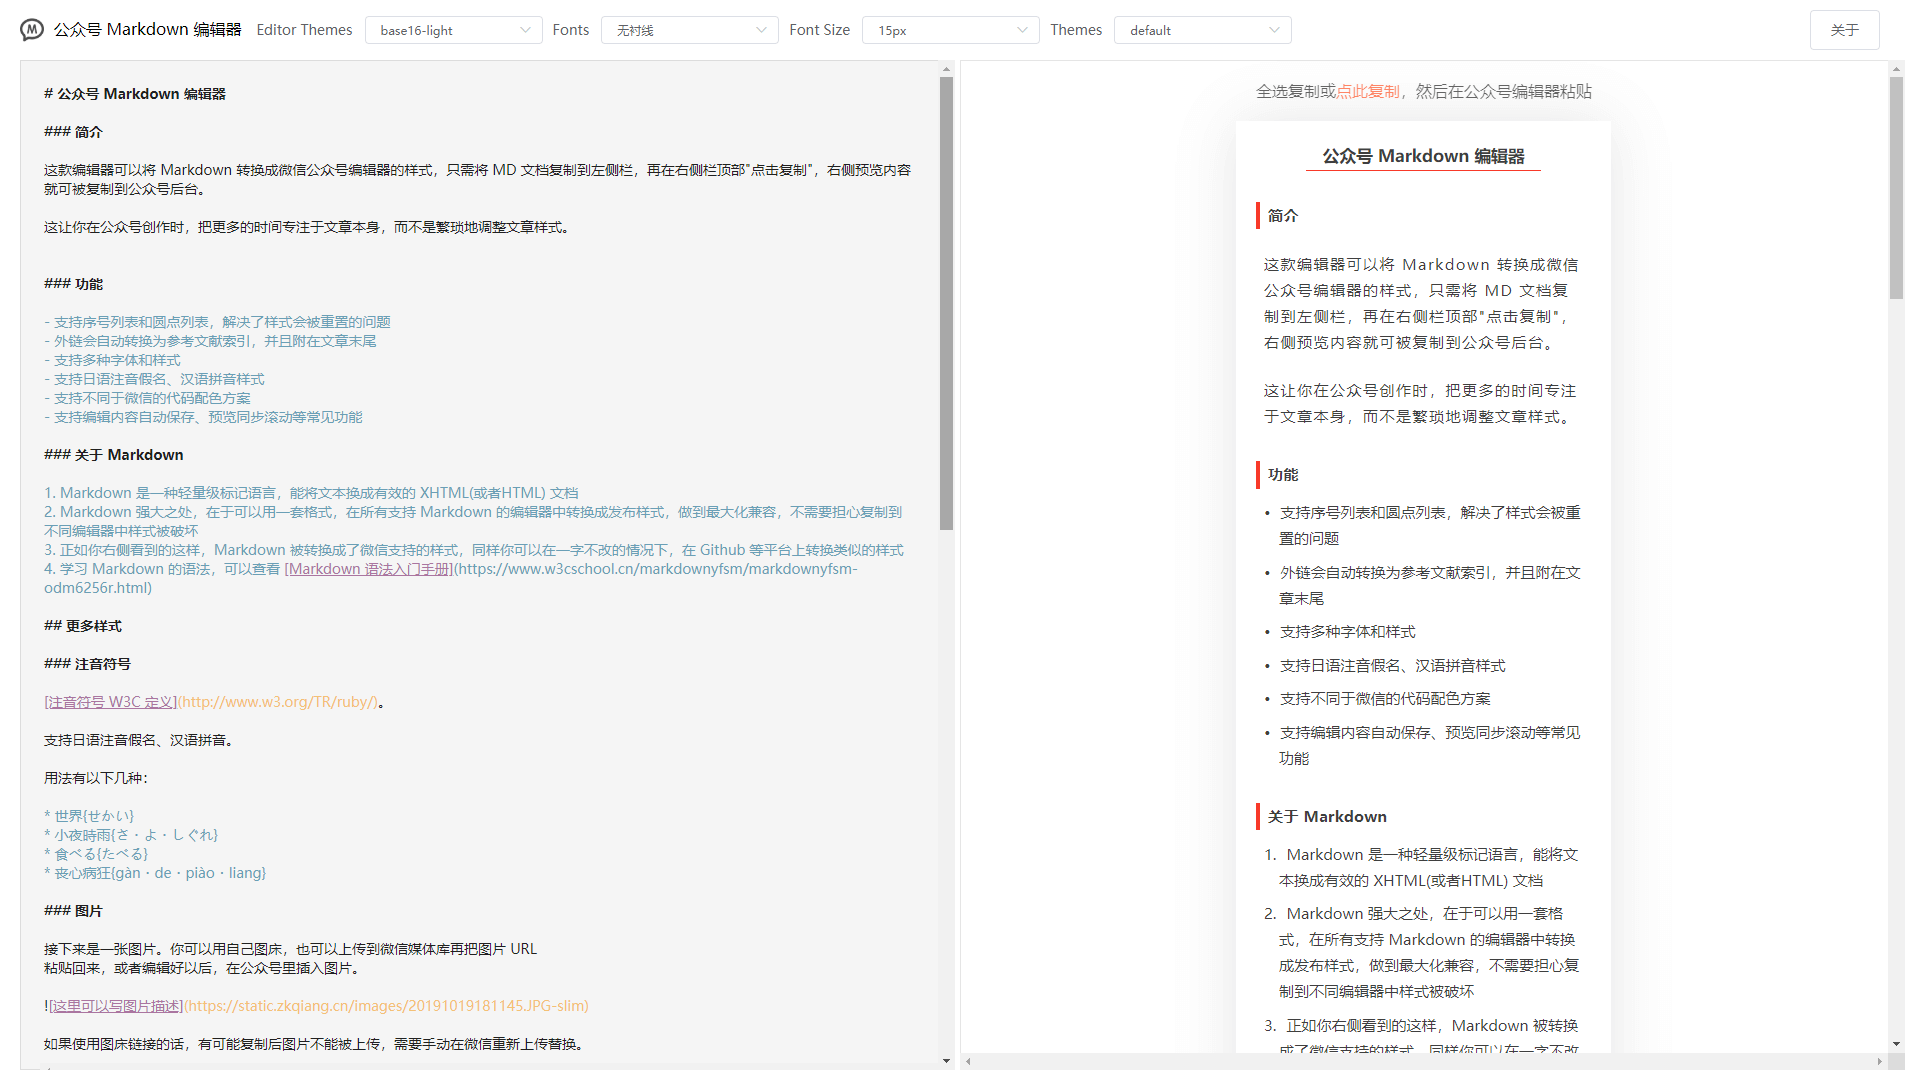 公众号 Markdown 编辑器 Editor Themes base16-light Fonts 无衬线 Font Size 15px Themes default 关于
# 公众号 Markdown 编辑器
### 简介
这款编辑器可以将 Markdown 转换成微信公众号编辑器的样式，只需将 MD 文档复制到左侧栏，再在右侧栏顶部"点击复制"，右侧预览内容
就可被复制到公众号后台。
这让你在公众号创作时，把更多的时间专注于文章本身，而不是繁琐地调整文章样式。
### 功能
- 支持序号列表和圆点列表，解决了样式会被重置的问题
- 外链会自动转换为参考文献索引，并且附在文章末尾
- 支持多种字体和样式
- 支持日语注音假名、汉语拼音样式
- 支持不同于微信的代码配色方案
- 支持编辑内容自动保存、预览同步滚动等常见功能
### 关于 Markdown
1. Markdown 是一种轻量级标记语言，能将文本换成有效的 XHTML(或者HTML) 文档
2. Markdown 强大之处，在于可以用一套格式，在所有支持 Markdown 的编辑器中转换成发布样式，做到最大化兼容，不需要担心复制到
不同编辑器中样式被破坏
3. 正如你右侧看到的这样，Markdown 被转换成了微信支持的样式，同样你可以在一字不改的情况下，在 Github 等平台上转换类似的样式
4. 学习 Markdown 的语法，可以查看 [Markdown 语法入门手册](https://www.w3cschool.cn/markdownyfsm/markdownyfsm-
odm6256r.html)
## 更多样式
### 注音符号
[注音符号 W3C 定义](http://www.w3.org/TR/ruby/)。
支持日语注音假名、汉语拼音。
用法有以下几种：
* 世界{せかい}
* 小夜時雨{さ・よ・しぐれ}
* 食べる{たべる}
* 丧心病狂{gàn・de・piào・liang}
### 图片
接下来是一张图片。你可以用自己图床，也可以上传到微信媒体库再把图片 URL
粘贴回来，或者编辑好以后，在公众号里插入图片。
![这里可以写图片描述](https://static.zkqiang.cn/images/20191019181145.JPG-slim)
如果使用图床链接的话，有可能复制后图片不能被上传，需要手动在微信重新上传替换。
全选复制或点此复制，然后在公众号编辑器粘贴
公众号 Markdown 编辑器
简介
这款编辑器可以将 Markdown 转换成微信
公众号编辑器的样式，只需将 MD 文档复
制到左侧栏，再在右侧栏顶部"点击复制"，
右侧预览内容就可被复制到公众号后台。
这让你在公众号创作时，把更多的时间专注
于文章本身，而不是繁琐地调整文章样式。
功能
• 支持序号列表和圆点列表，解决了样式会被重
置的问题
• 外链会自动转换为参考文献索引，并且附在文
章末尾
• 支持多种字体和样式
• 支持日语注音假名、汉语拼音样式
• 支持不同于微信的代码配色方案
• 支持编辑内容自动保存、预览同步滚动等常见
功能
关于 Markdown
1. Markdown 是一种轻量级标记语言，能将文
本换成有效的 XHTML(或者HTML) 文档
2. Markdown 强大之处，在于可以用一套格
式，在所有支持 Markdown 的编辑器中转换
成发布样式，做到最大化兼容，不需要担心复
制到不同编辑器中样式被破坏
3. 正如你右侧看到的这样，Markdown 被转换
成了微信支持的样式，同样你可以在一字不改